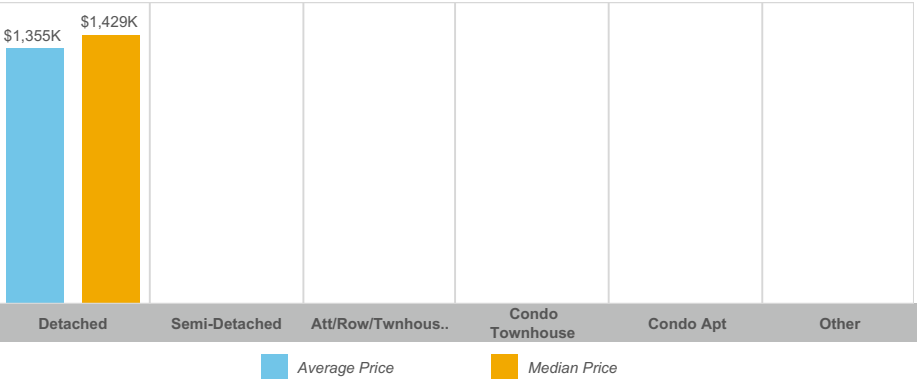 $1,355K
$1,429K
Detached
Semi-Detached
Att/Row/Twnhous..
Condo
Townhouse
Condo Apt
Other
Average Price
Median Price